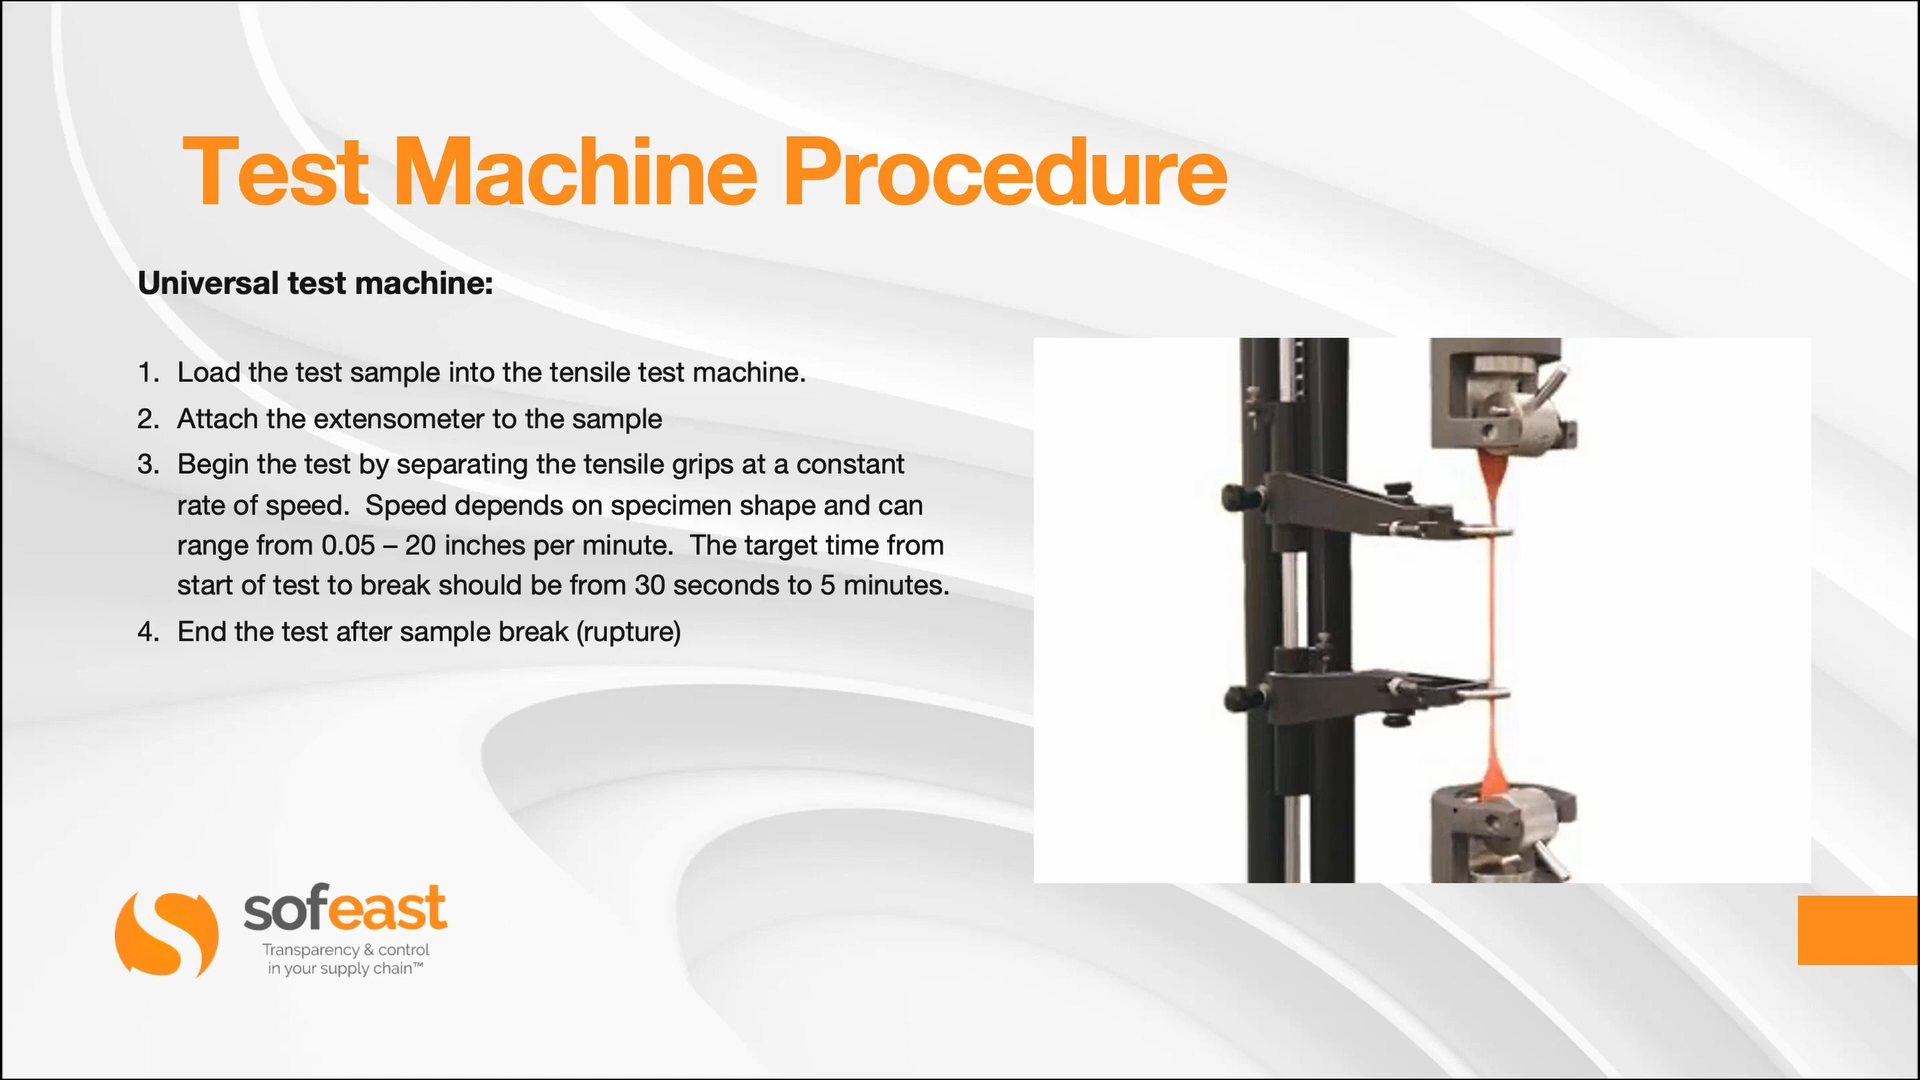 Test Machine Procedure
Universal test machine:
1. Load the test sample into the tensile test machine.
2. Attach the extensometer to the sample
3. Begin the test by separating the tensile grips at a constant
rate of speed.  Speed depends on specimen shape and can
range from 0.05 – 20 inches per minute.  The target time from
start of test to break should be from 30 seconds to 5 minutes.
4. End the test after sample break (rupture)
sofeast
Transparency & control
in your supply chain™